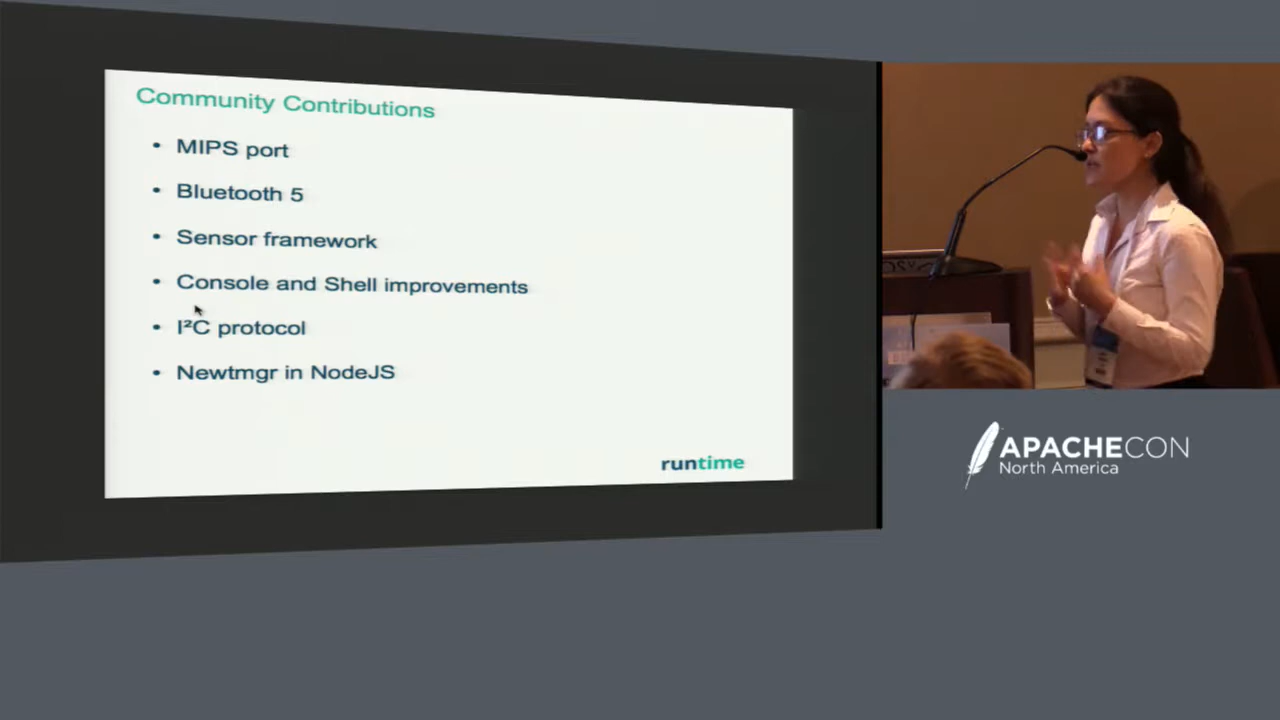 Community Contributions
• MIPS port
• Bluetooth 5
• Sensor framework
• Console and Shell improvements
• I²C protocol
• Newtmgr in NodeJS
runtime
APACHECON
North America